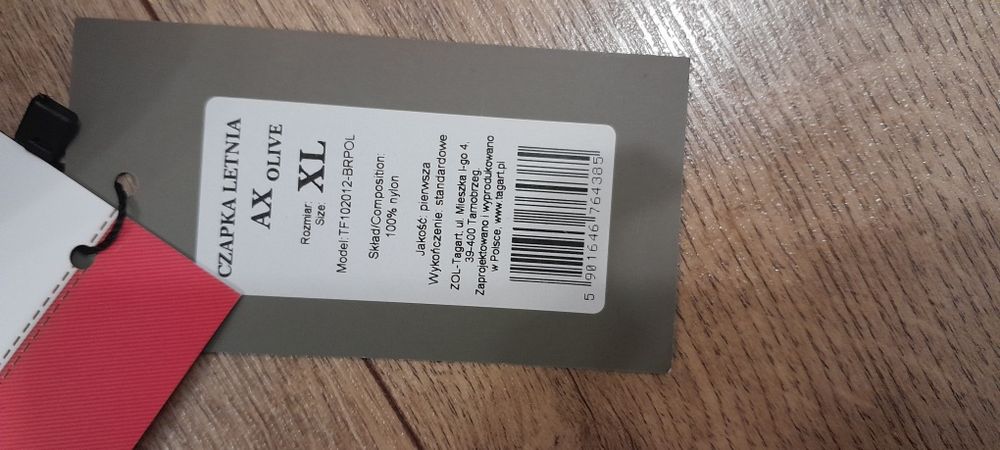 CZAPKA LETNIA
AX OLIVE
Rozmiar:
Size: XL
Model:TF102012-BRPOL
Skład/Composition:
100% nylon
Jakość: pierwsza
Wykończenie: standardowe
ZOL-Tagart, ul. Mieszka I-go 4,
39-400 Tarnobrzeg.
Zaprojektowano i wyprodukowano
w Polsce, www.tagart.pl
5 901646 764385